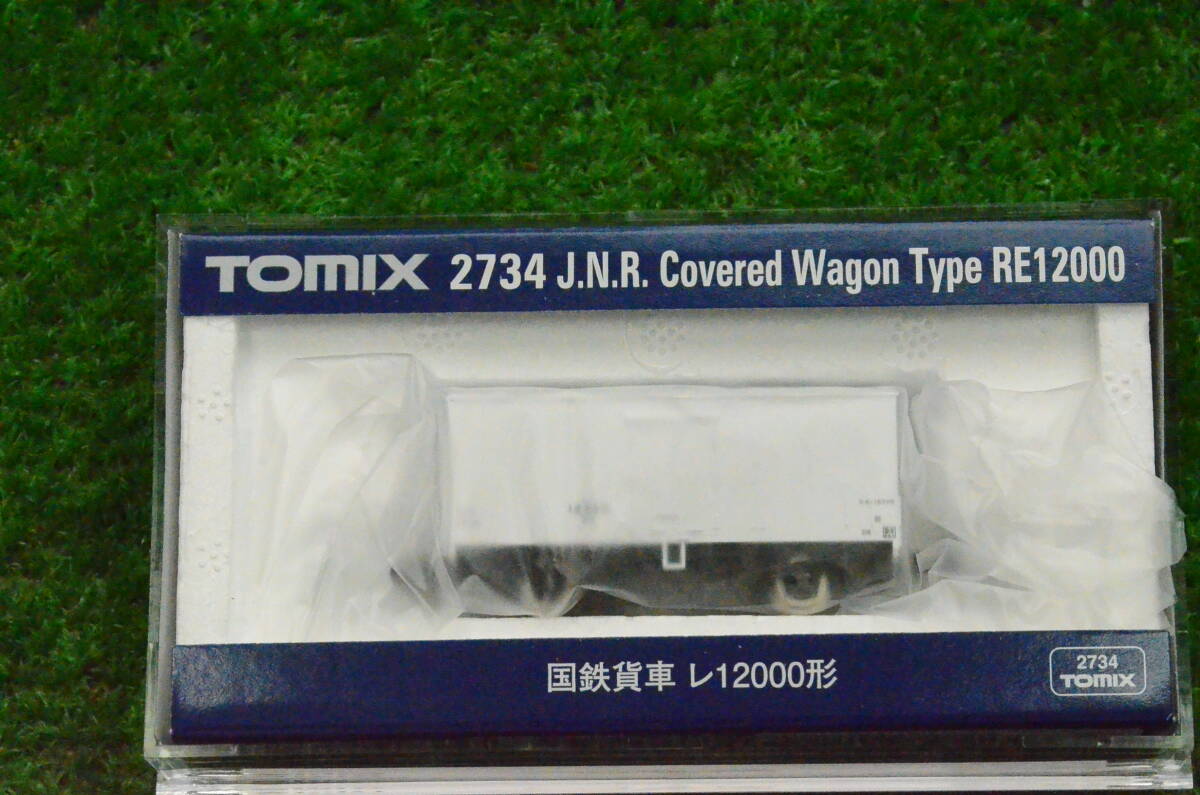 TOMIX 2734 J.N.R. Covered Wagon Type RE12000
国鉄貨車 レ12000形
2734
TOMIX